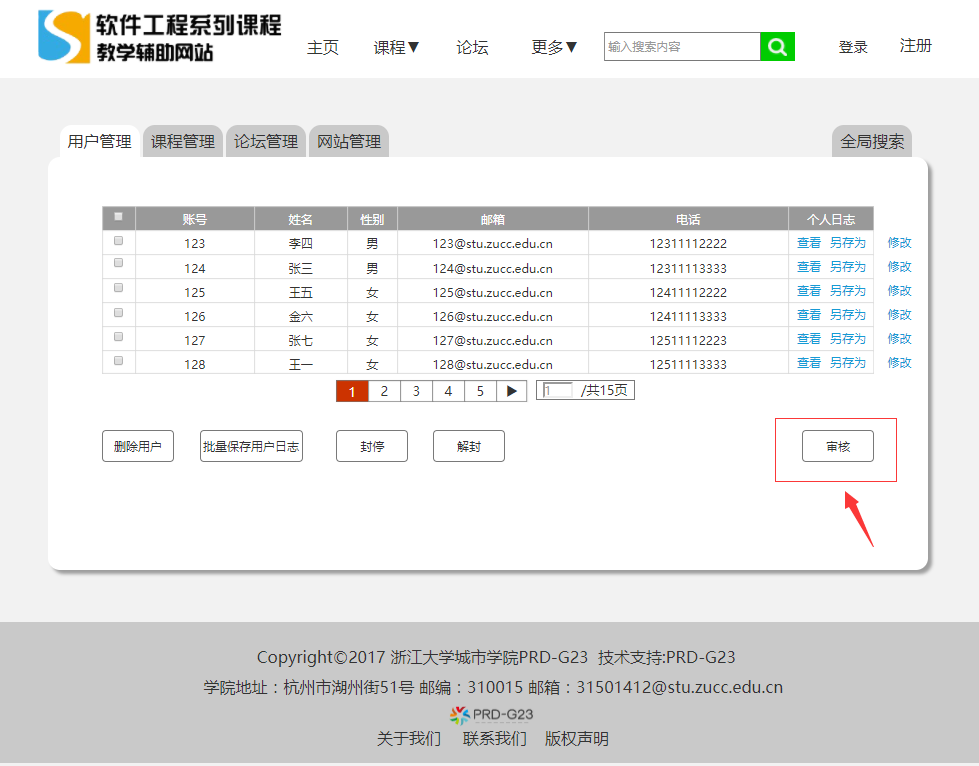 软件工程系列课程
教学辅助网站
主页 课程▼ 论坛 更多▼ 输入搜索内容 登录 注册
用户管理 课程管理 论坛管理 网站管理 全局搜索
账号 姓名 性别 邮箱 电话 个人日志
123 李四 男 123@stu.zucc.edu.cn 12311112222 查看 另存为 修改
124 张三 男 124@stu.zucc.edu.cn 12311113333 查看 另存为 修改
125 王五 女 125@stu.zucc.edu.cn 12411112222 查看 另存为 修改
126 金六 女 126@stu.zucc.edu.cn 12411113333 查看 另存为 修改
127 张七 女 127@stu.zucc.edu.cn 12511112223 查看 另存为 修改
128 王一 女 128@stu.zucc.edu.cn 12511113333 查看 另存为 修改
1 2 3 4 5 ▶ 1 /共15页
删除用户 批量保存用户日志 封停 解封 审核
Copyright©2017 浙江大学城市学院PRD-G23 技术支持:PRD-G23
学院地址：杭州市湖州街51号 邮编：310015 邮箱：31501412@stu.zucc.edu.cn
PRD-G23
关于我们 联系我们 版权声明